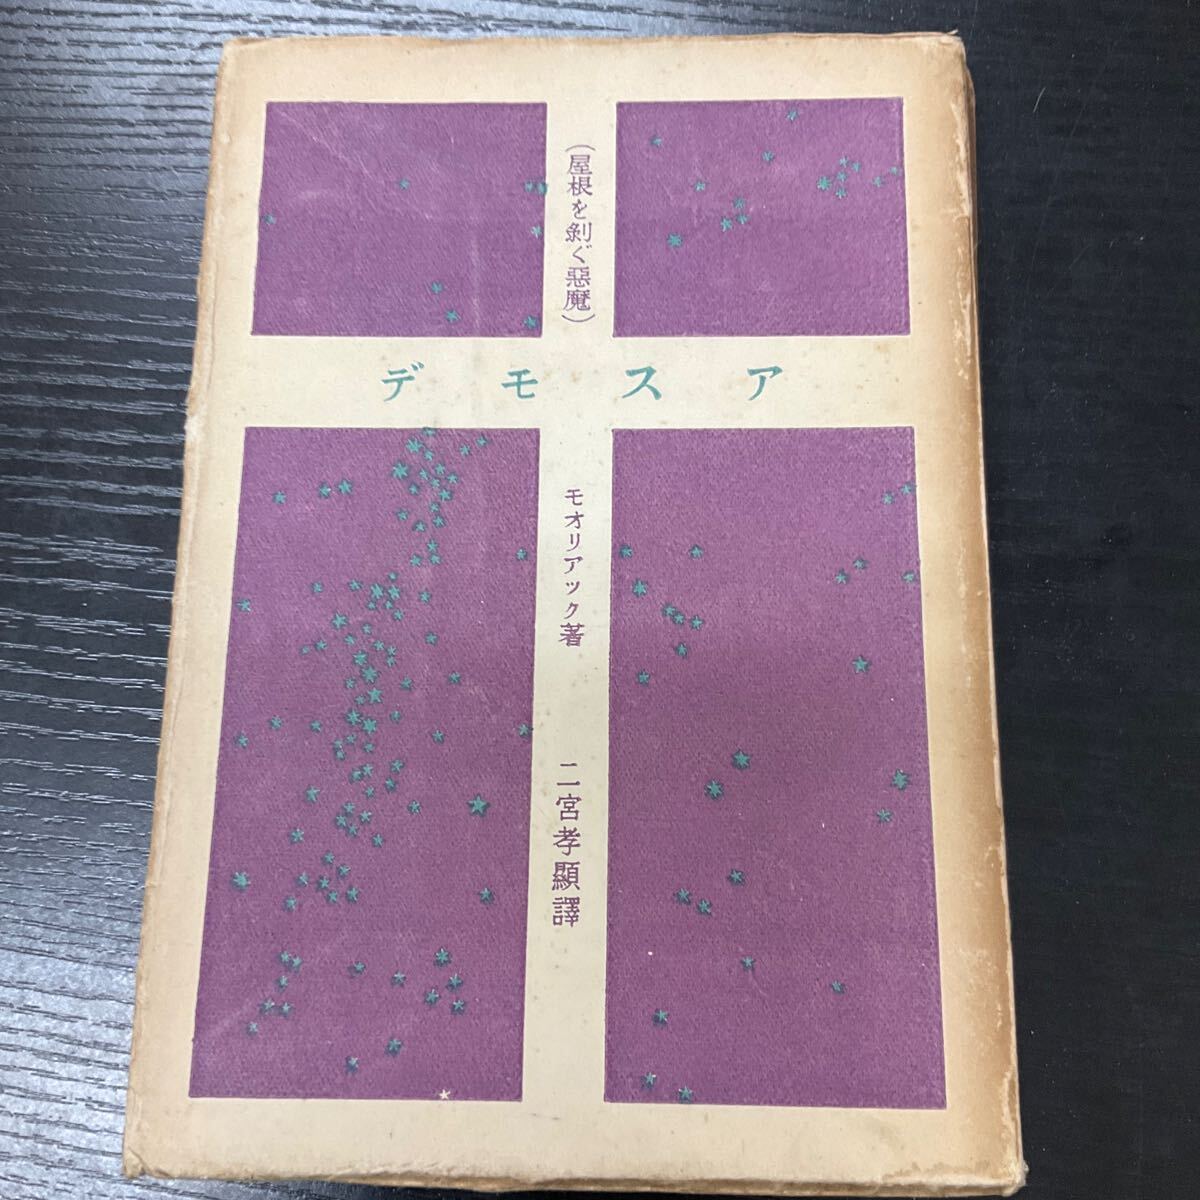 (屋根を剝ぐ惡魔)
デモスア
モオリアック著
二宮孝顯譯